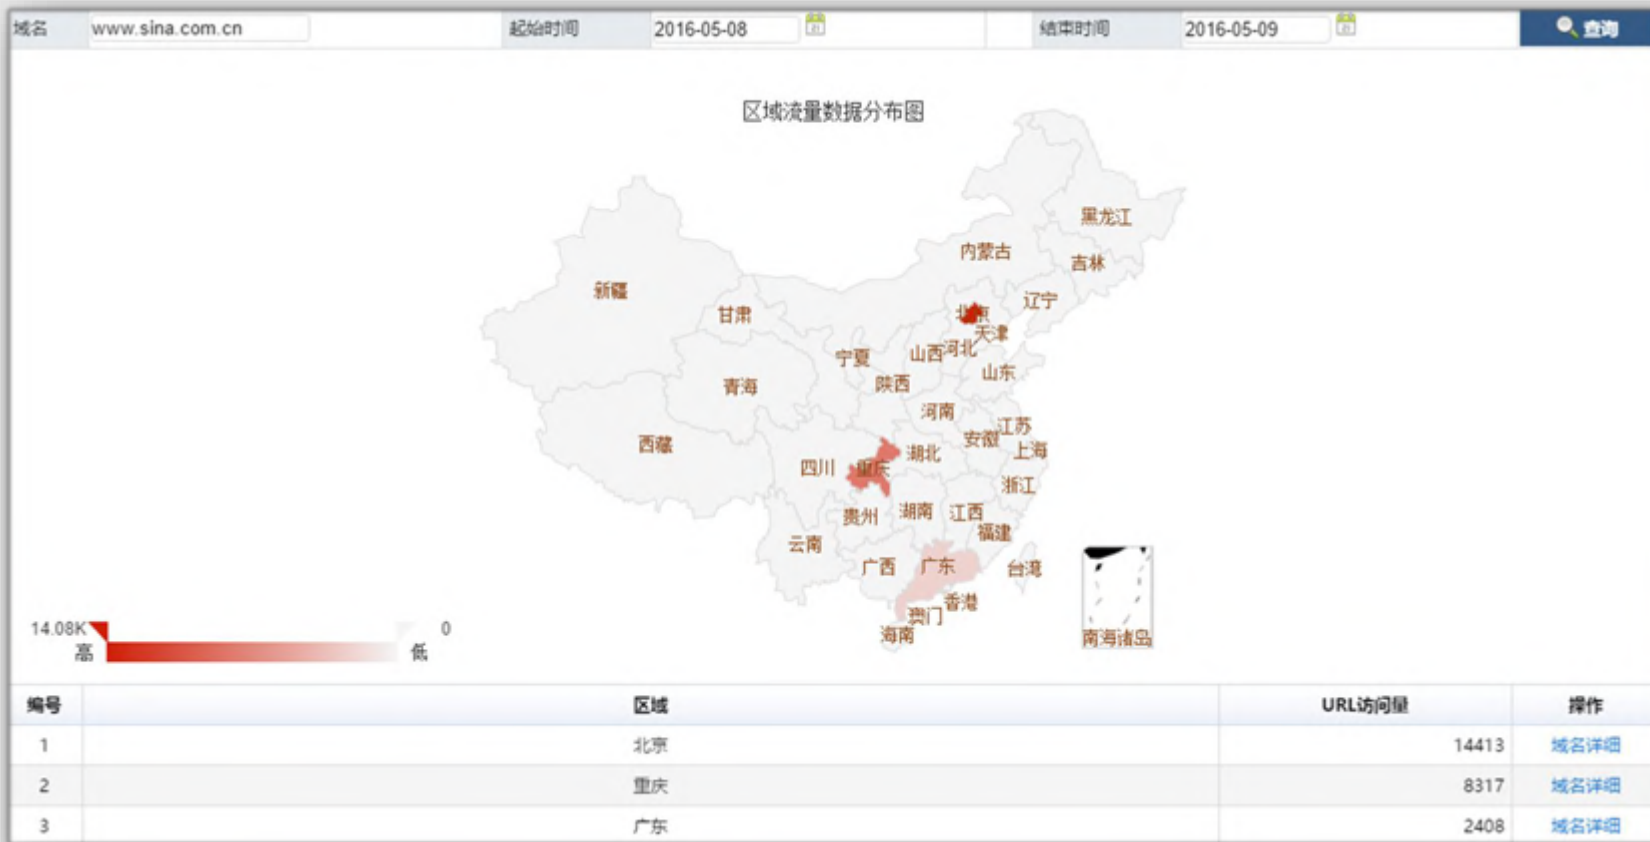 域名 www.sina.com.cn 起始时间 2016-05-08 结束时间 2016-05-09 查询
区域流量数据分布图
黑龙江
内蒙古
吉林
新疆
辽宁
甘肃
北京
天津
宁夏 山西 河北
山东
青海 陕西
河南
江苏
安徽
西藏 上海
湖北
四川 重庆
浙江
贵州 湖南 江西
福建
云南
广西 广东 台湾
香港
澳门
海南 南海诸岛
14.08K 0
高 低
编号 区域 URL访问量 操作
1 北京 14413 域名详细
2 重庆 8317 域名详细
3 广东 2408 域名详细